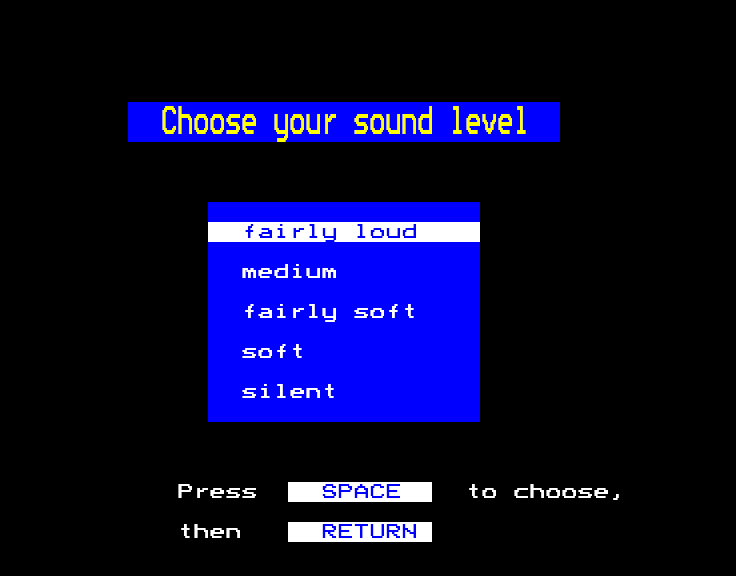 Choose your sound level
fairly loud
medium
fairly soft
soft
silent
Press SPACE to choose,
then RETURN